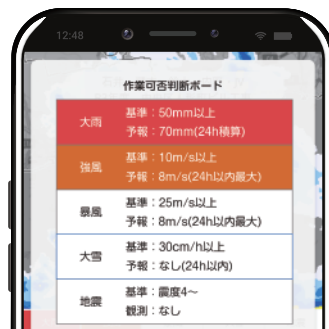 12:48
作業可否判断ボード
大雨
基準：50mm以上
予報：70mm(24h積算)
強風
基準：10m/s以上
予報：8m/s(24h以内最大)
暴風
基準：25m/s以上
予報：8m/s(24h以内最大)
大雪
基準：30cm/h以上
予報：なし(24h以内)
地震
基準：震度4～
観測：なし